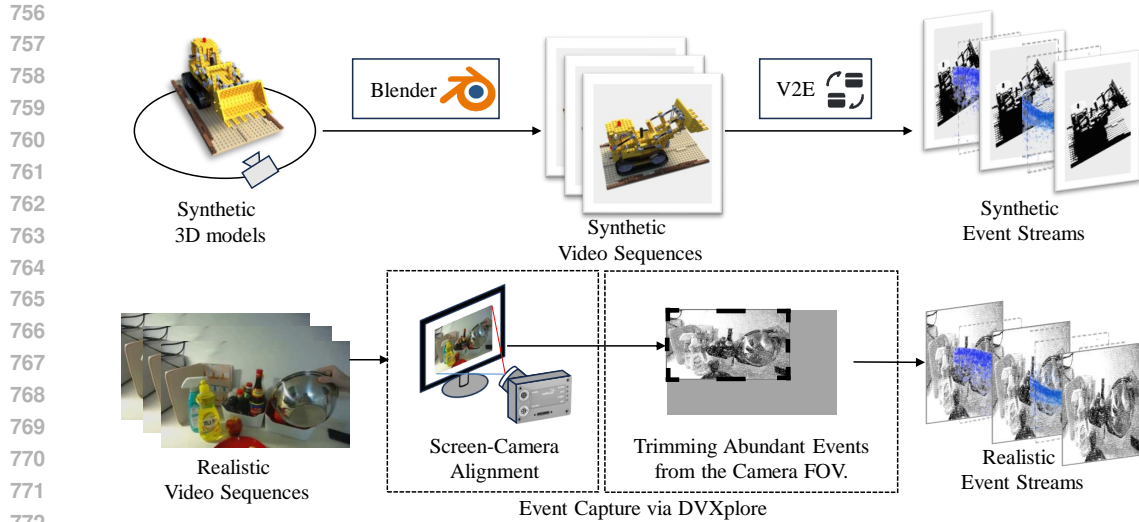 756
757
758
759
760
761
762
763
764
765
766
767
768
769
770
771
772
Blender
V2E
Synthetic
3D models
Synthetic
Video Sequences
Synthetic
Event Streams
Realistic
Video Sequences
Screen-Camera
Alignment
Trimming Abundant Events
from the Camera FOV.
Realistic
Event Streams
Event Capture via DVXplore